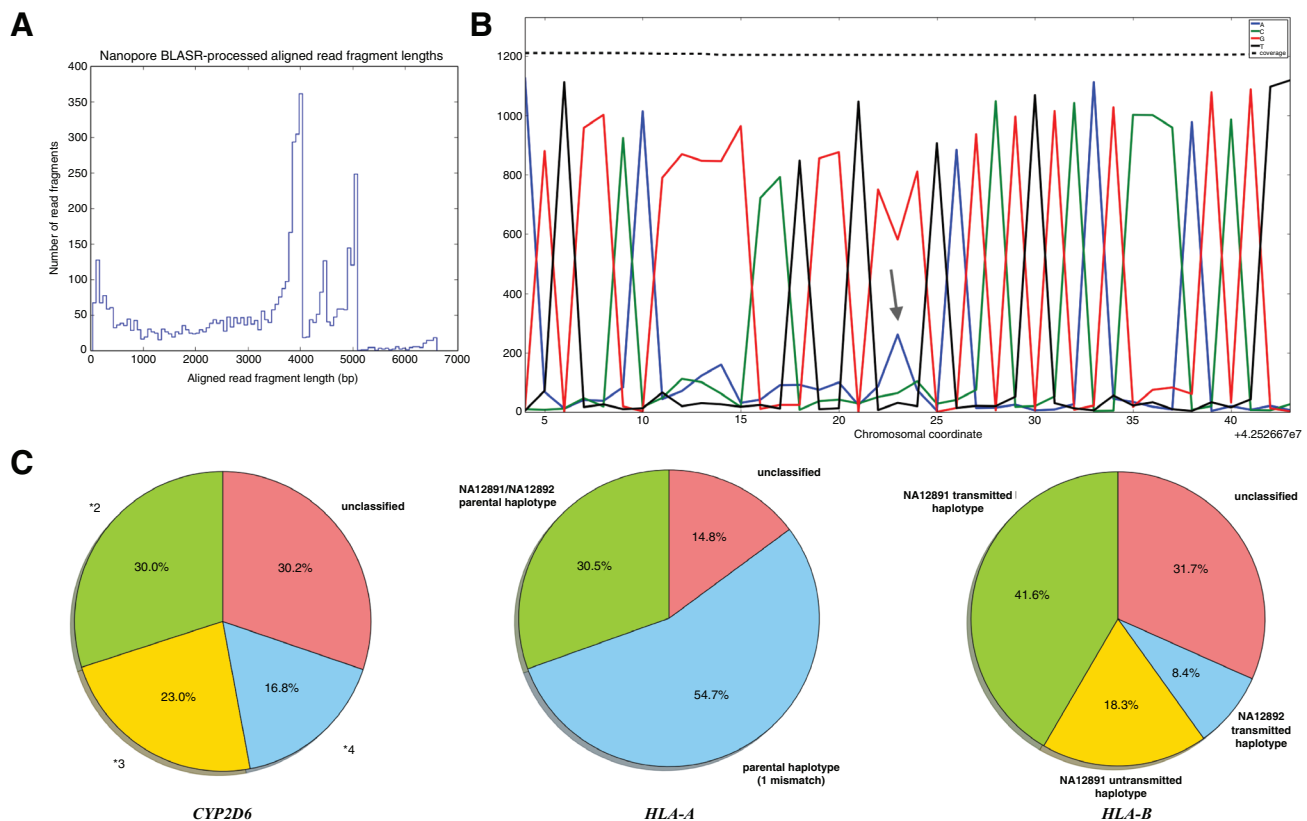 A
Nanopore BLASR-processed aligned read fragment lengths
400
350
300
250
200
150
100
50
0
Number of read fragments
0 1000 2000 3000 4000 5000 6000 7000
Aligned read fragment length (bp)
B
1200
1000
800
600
400
200
0
A
C
G
T
coverage
5 10 15 20 25 30 35 40
Chromosomal coordinate
+4.252667e7
C
*2
unclassified
30.0%
30.2%
23.0%
16.8%
*3
*4
CYP2D6
NA12891/NA12892
parental haplotype
unclassified
14.8%
30.5%
54.7%
parental haplotype
(1 mismatch)
HLA-A
NA12891 transmitted
haplotype
unclassified
41.6%
31.7%
8.4%
18.3%
NA12892
transmitted
haplotype
NA12891 untransmitted
haplotype
HLA-B